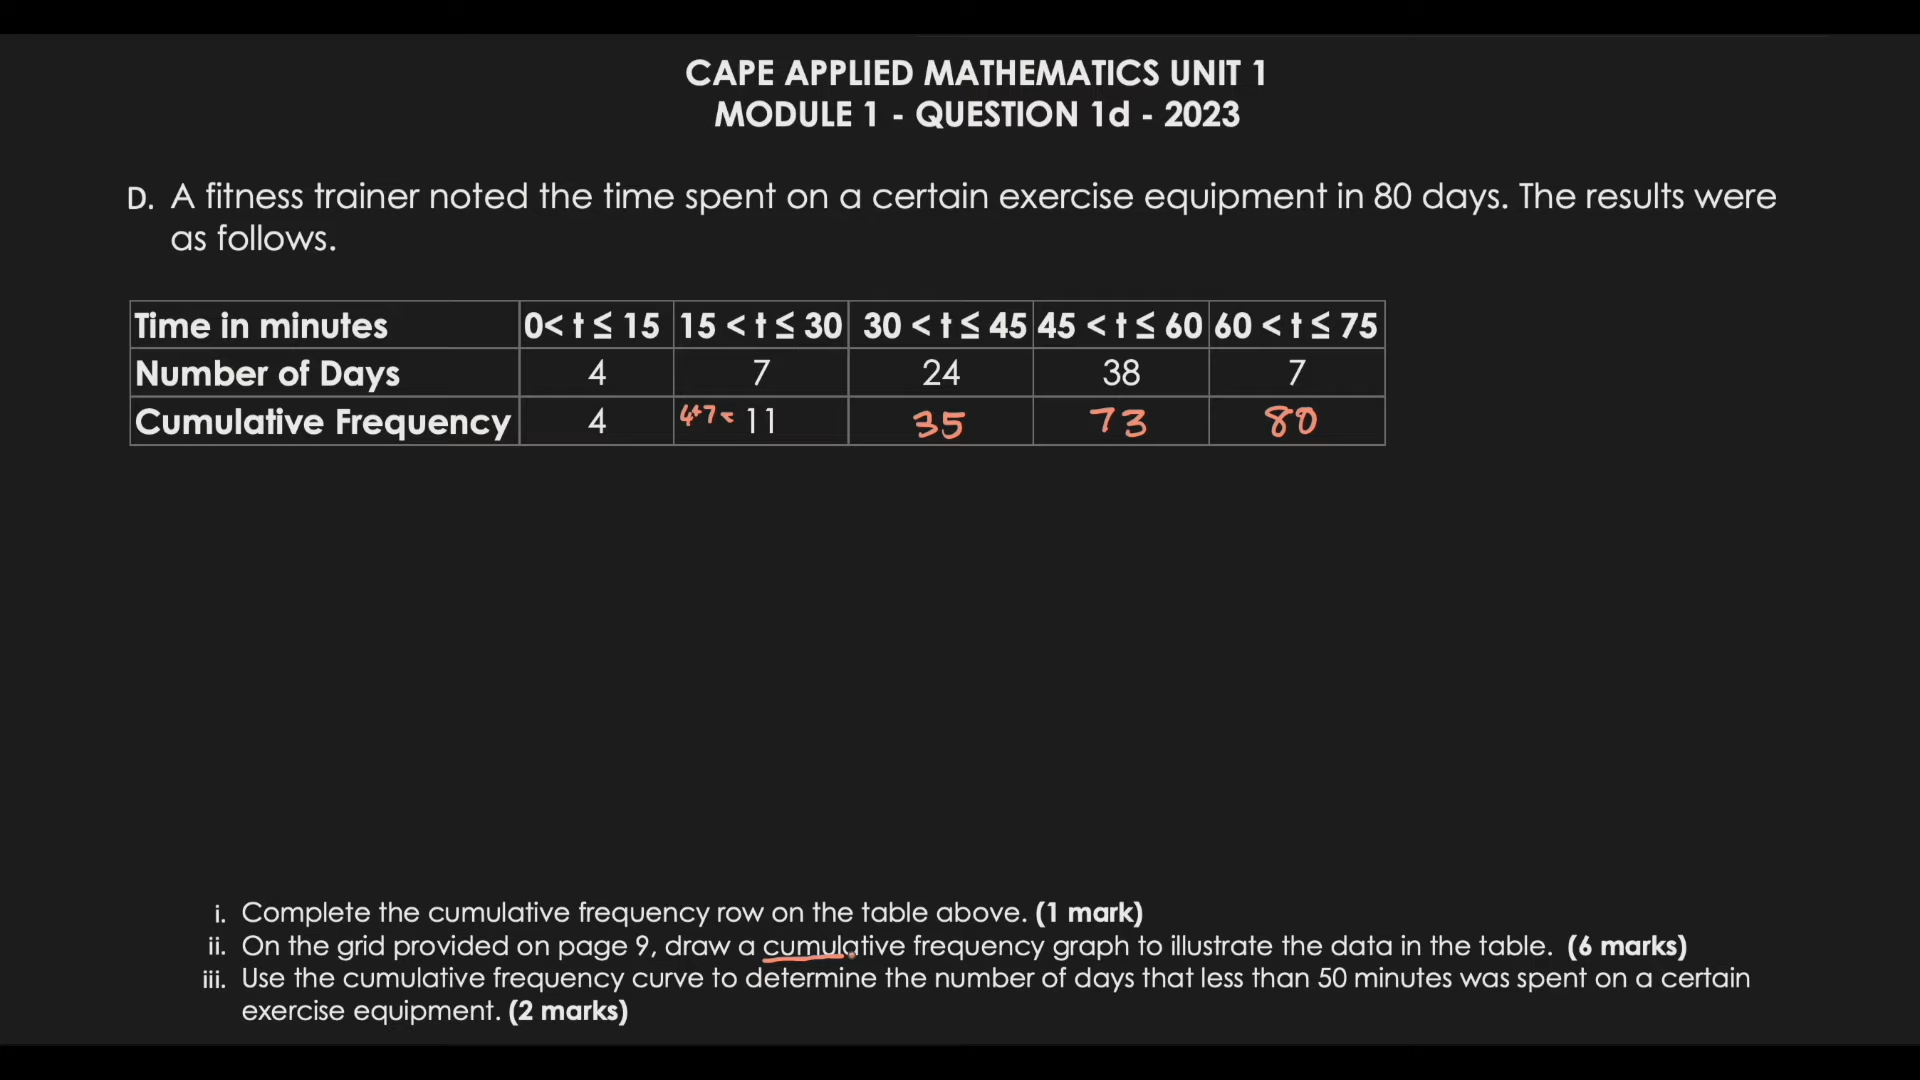 CAPE APPLIED MATHEMATICS UNIT 1
MODULE 1 - QUESTION 1d - 2023
D. A fitness trainer noted the time spent on a certain exercise equipment in 80 days. The results were
as follows.
Time in minutes 0< t ≤ 15 15 < t ≤ 30 30 < t ≤ 45 45 < t ≤ 60 60 < t ≤ 75
Number of Days 4 7 24 38 7
Cumulative Frequency 4 4+7= 11 35 73 80
i. Complete the cumulative frequency row on the table above. (1 mark)
ii. On the grid provided on page 9, draw a cumulative frequency graph to illustrate the data in the table. (6 marks)
iii. Use the cumulative frequency curve to determine the number of days that less than 50 minutes was spent on a certain
exercise equipment. (2 marks)